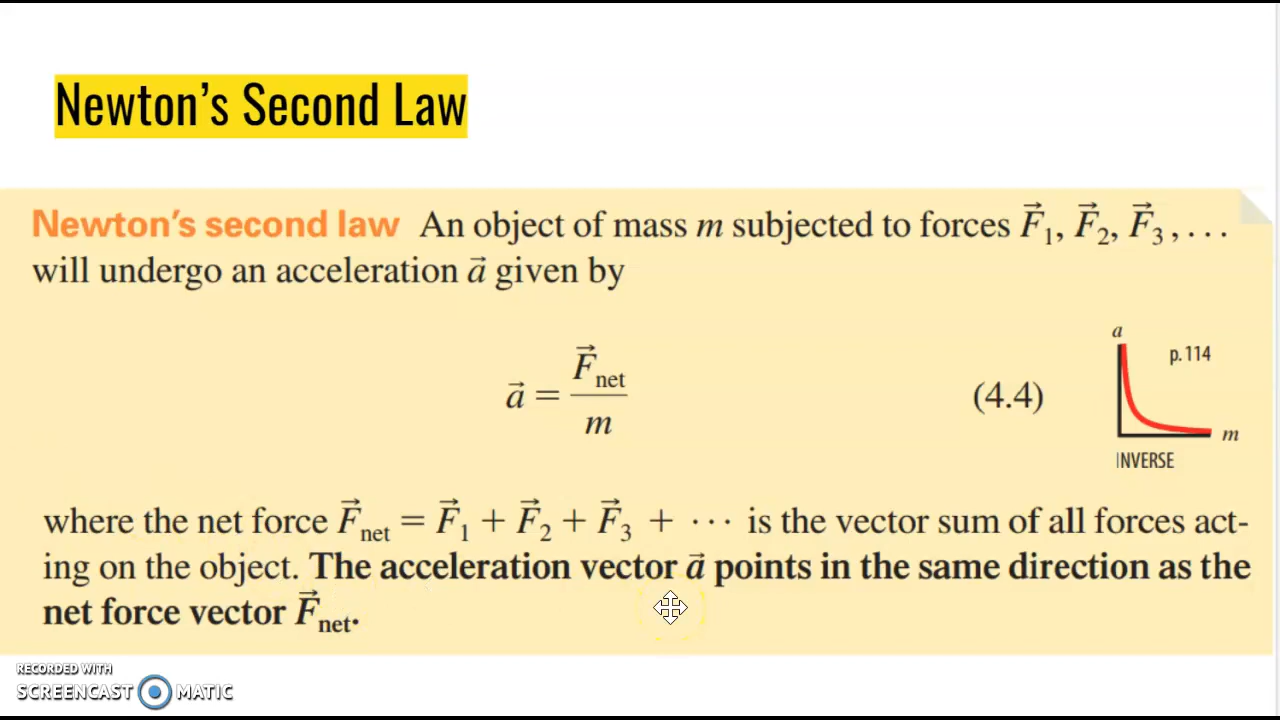 Newton's Second Law
Newton's second law An object of mass m subjected to forces F⃗₁, F⃗₂, F⃗₃, . . .
will undergo an acceleration a⃗ given by
a⃗ = F⃗net / m
(4.4)
a
p.114
m
INVERSE
where the net force F⃗net = F⃗₁ + F⃗₂ + F⃗₃ + ··· is the vector sum of all forces act-
ing on the object. The acceleration vector a⃗ points in the same direction as the
net force vector F⃗net.
RECORDED WITH
SCREENCAST MATIC